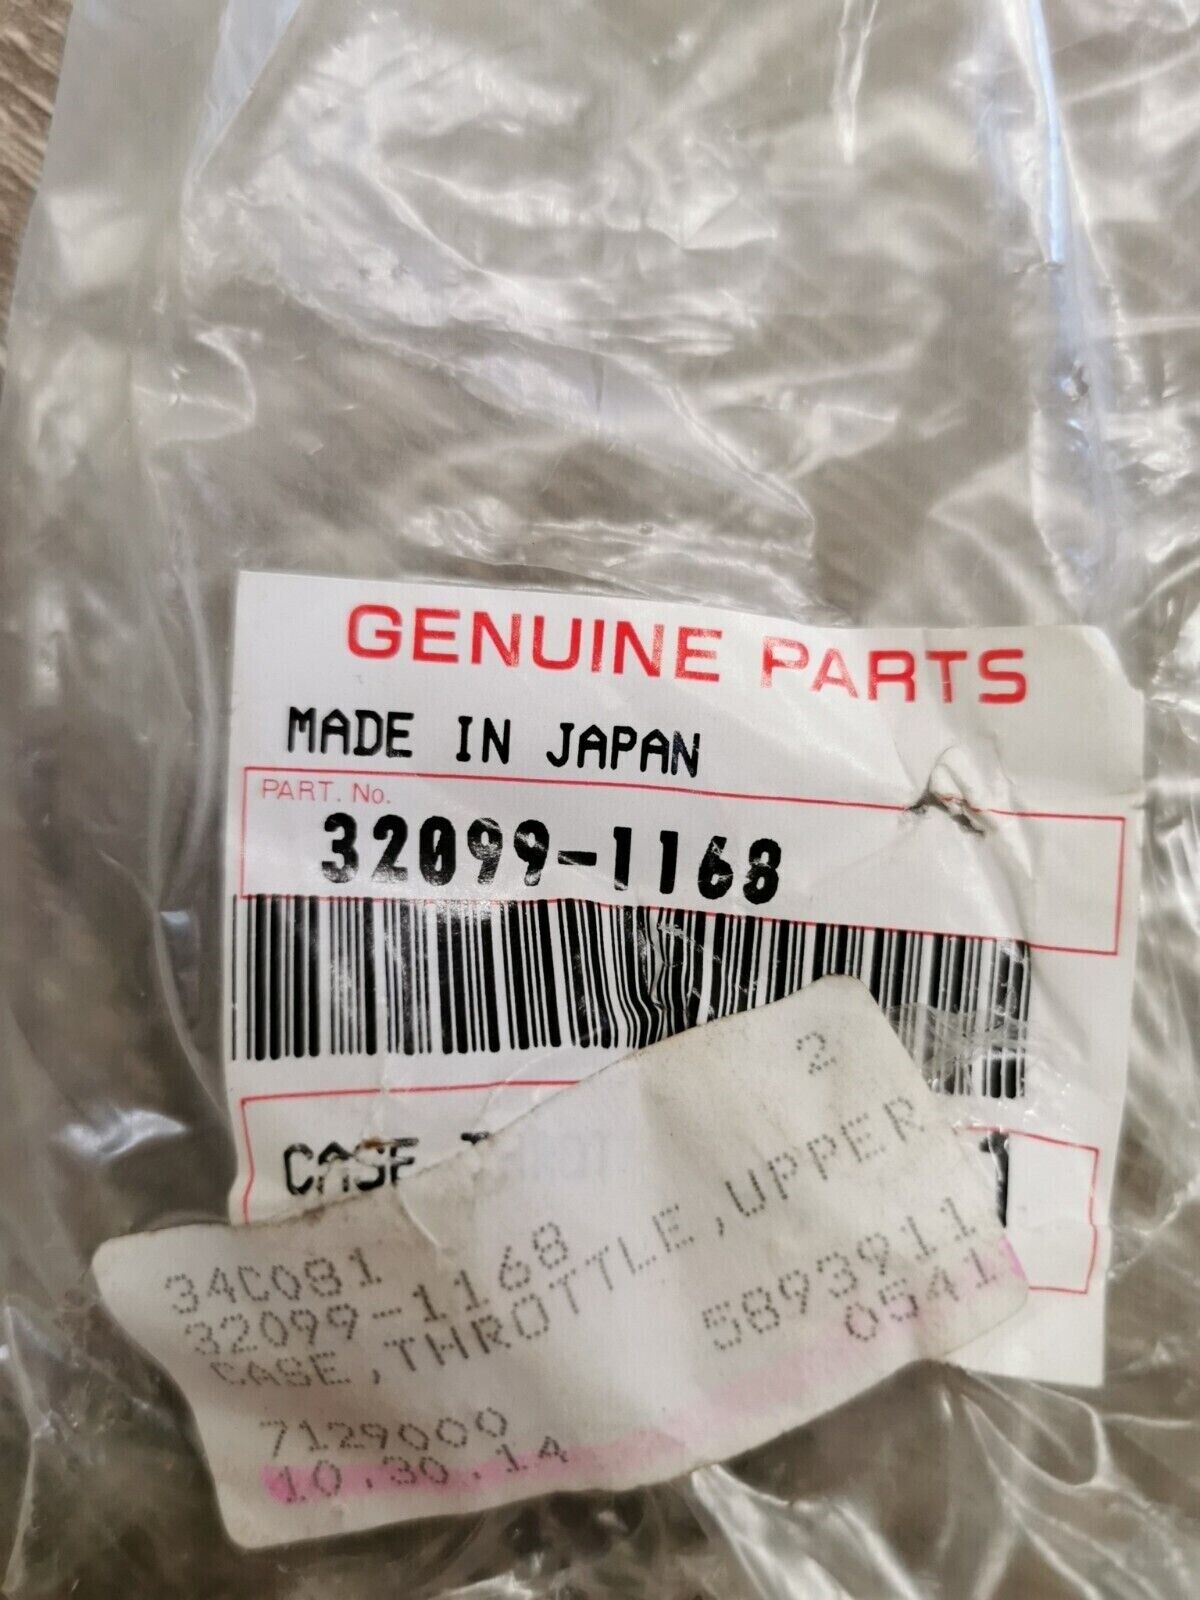 GENUINE PARTS
MADE IN JAPAN
PART. No.
32099-1168
CASE
1
2
34C081
32099-1168
CASE,THROTTLE,UPPER
5893911
0541
7129000
10.30.14